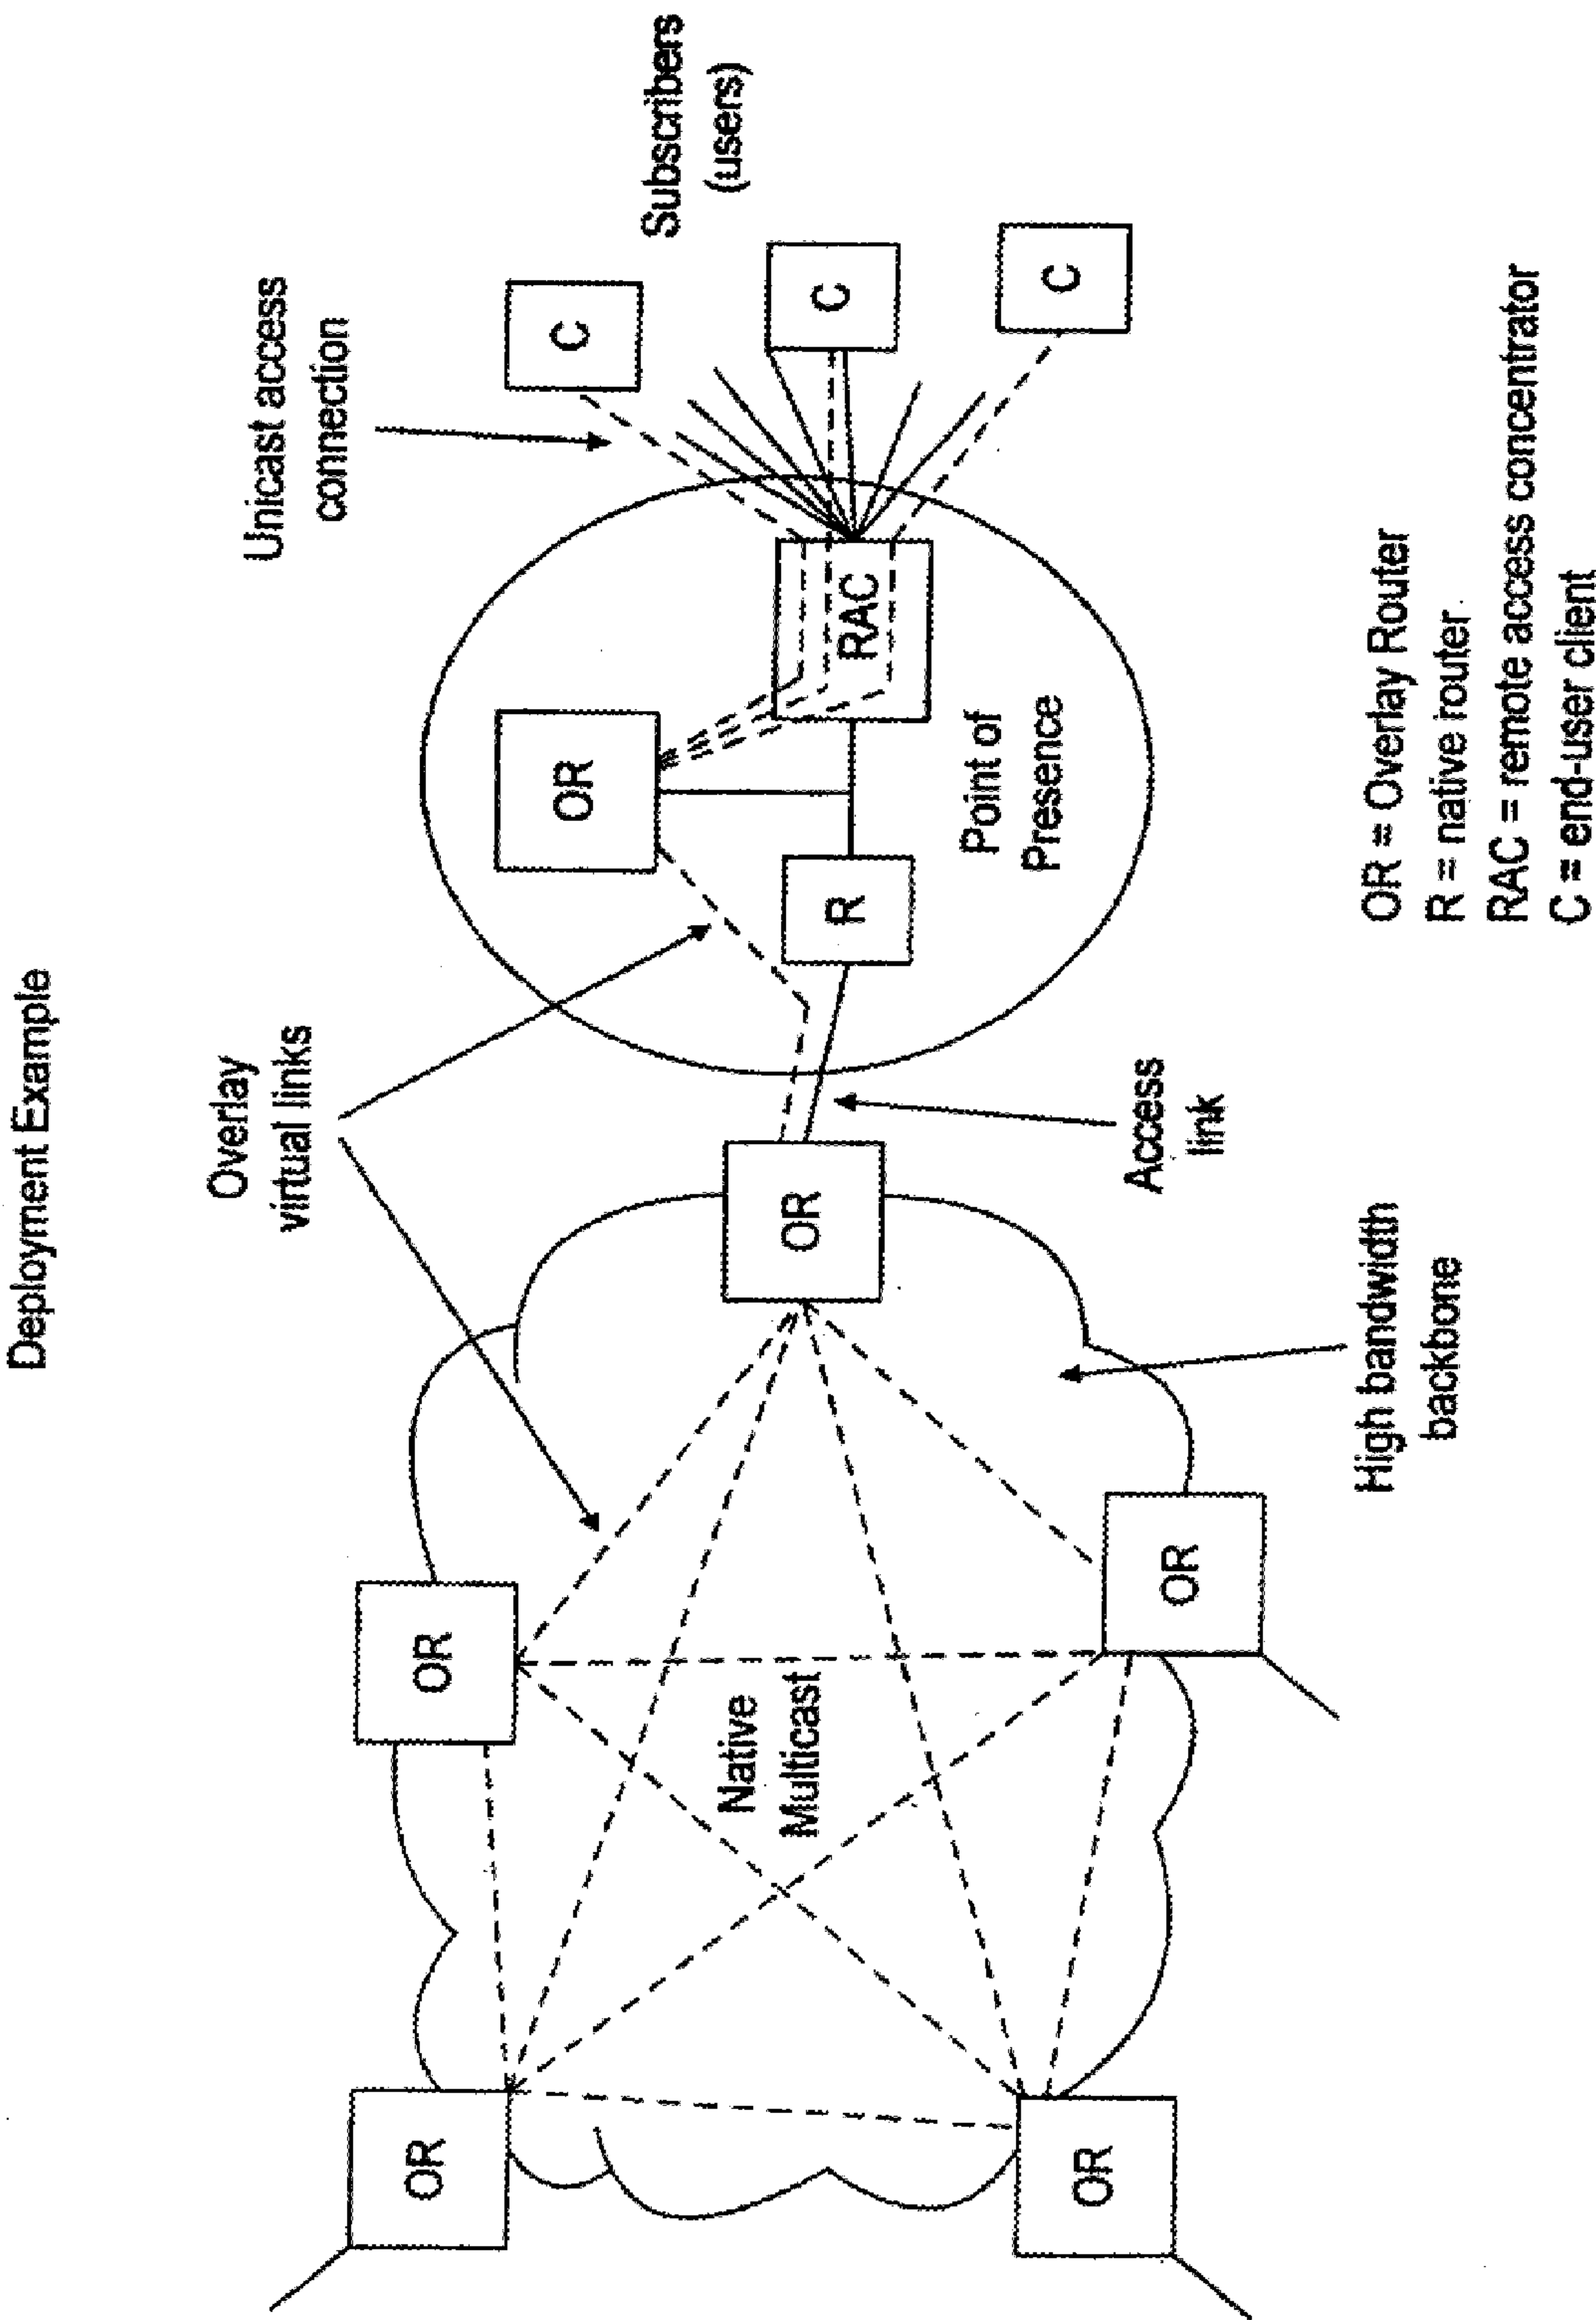 Deployment Example
Overlay
virtual links
Unicast access
connection
Subscribers
(users)
OR
OR
OR
OR
C
C
C
Native
Multicast
OR
OR
R
RAC
Point of
Presence
Access
link
High bandwidth
backbone
OR = Overlay Router
R = native router
RAC = remote access concentrator
C = end-user client